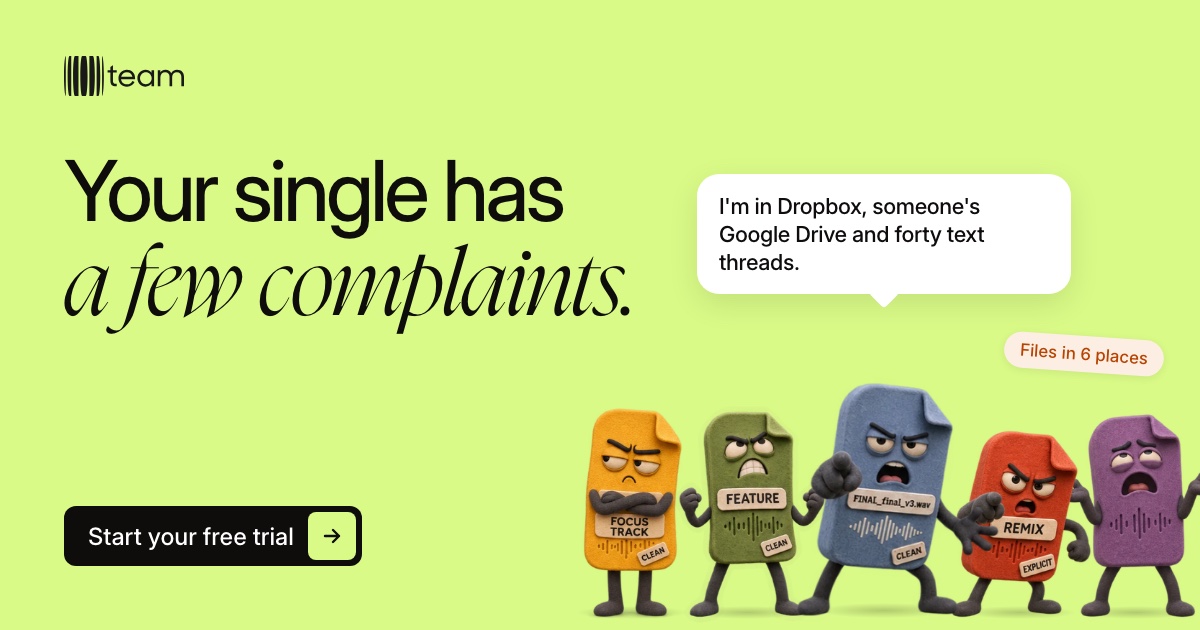 team
Your single has
a few complaints.
I'm in Dropbox, someone's
Google Drive and forty text
threads.
Files in 6 places
Start your free trial
FOCUS
TRACK
CLEAN
FEATURE
CLEAN
FINAL_final_v3.wav
CLEAN
REMIX
EXPLICIT